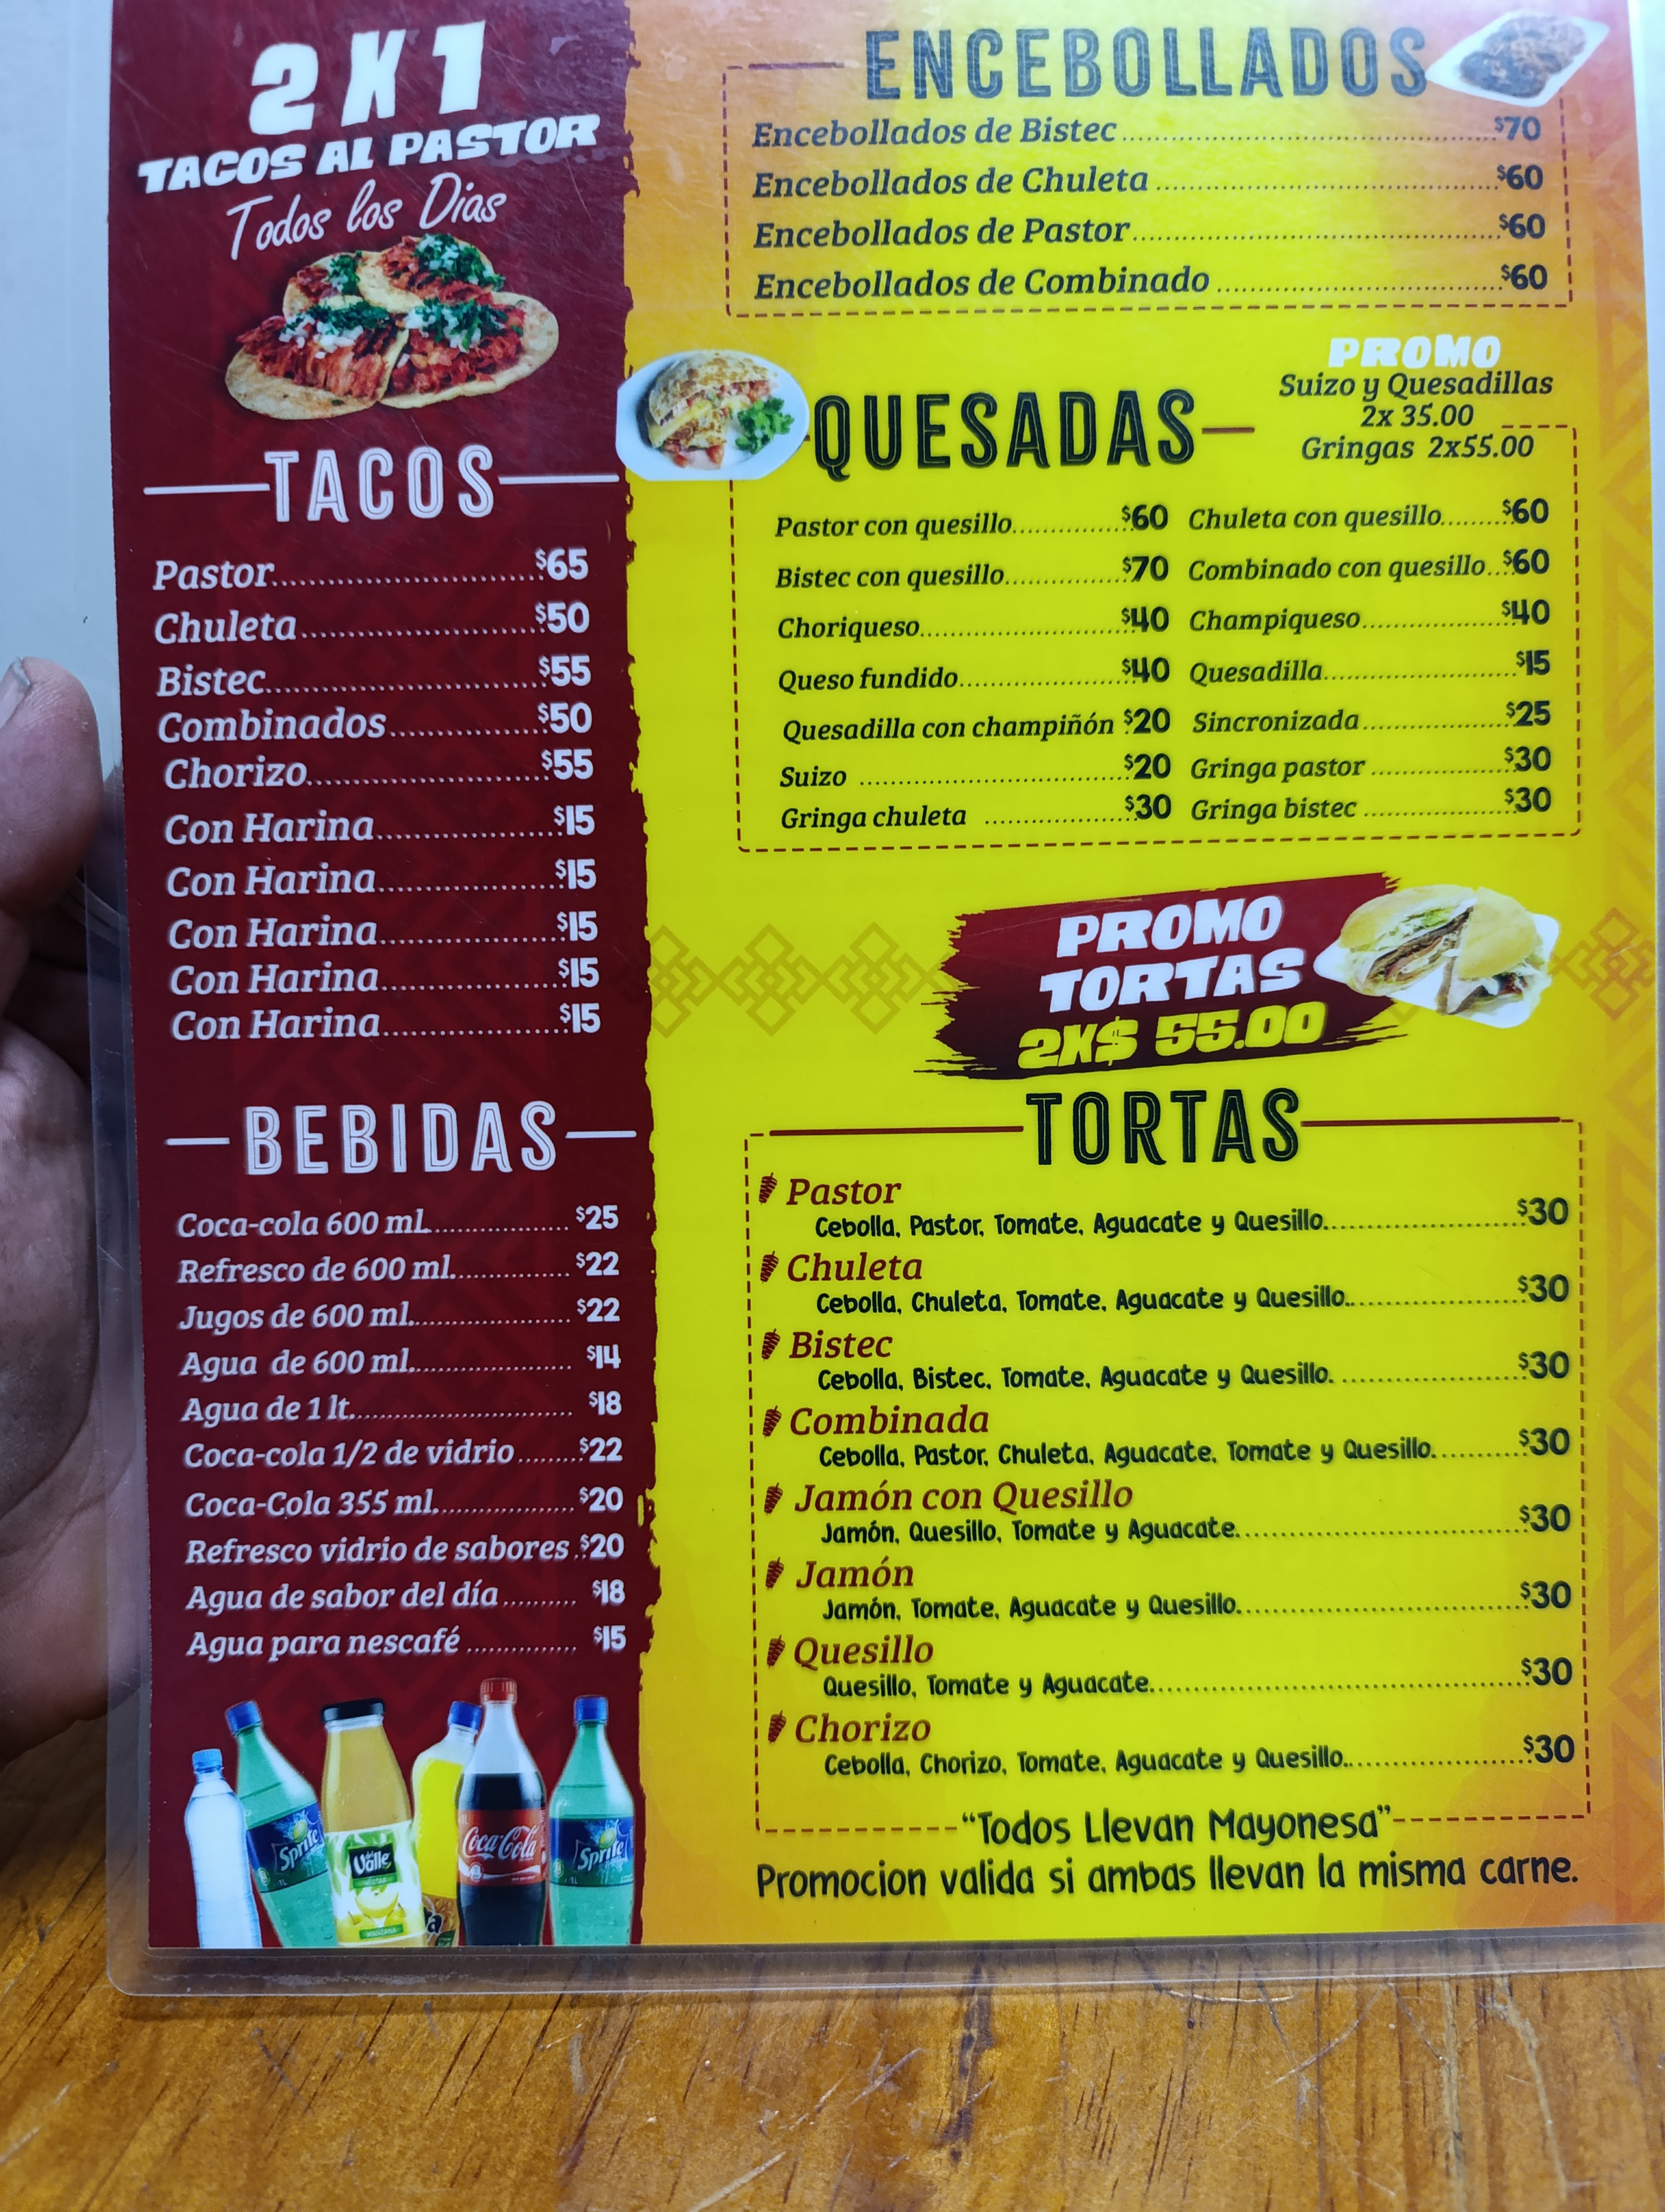 2X1
TACOS AL PASTOR
Todos los Dias
TACOS
Pastor.............................$65
Chuleta.........................$50
Bistec.............................$55
Combinados................$50
Chorizo.........................$55
Con Harina...................$15
Con Harina...................$15
Con Harina...................$15
Con Harina...................$15
Con Harina...................$15
BEBIDAS
Coca-cola 600 ml.................$25
Refresco de 600 ml..............$22
Jugos de 600 ml...................$22
Agua de 600 ml...................$14
Agua de 1 lt..........................$18
Coca-cola 1/2 de vidrio........$22
Coca-Cola 355 ml.................$20
Refresco vidrio de sabores .$20
Agua de sabor del día..........$18
Agua para nescafé..............$15
Sprite
1L
del Valle
MANZANA
Coca-Cola
Sprite
1L
ENCEBOLLADOS
Encebollados de Bistec..........................................$70
Encebollados de Chuleta.......................................$60
Encebollados de Pastor.........................................$60
Encebollados de Combinado................................$60
PROMO
Suizo y Quesadillas
2x 35.00
Gringas 2x55.00
QUESADAS
Pastor con quesillo..............$60 Chuleta con quesillo........$60
Bistec con quesillo...............$70 Combinado con quesillo...$60
Choriqueso.........................$40 Champiqueso..................$40
Queso fundido....................$40 Quesadilla.......................$15
Quesadilla con champiñón $20 Sincronizada..................$25
Suizo ................................$20 Gringa pastor.................$30
Gringa chuleta ..................$30 Gringa bistec..................$30
PROMO
TORTAS
2X$ 55.00
TORTAS
Pastor
Cebolla, Pastor, Tomate, Aguacate y Quesillo..........................$30
Chuleta
Cebolla, Chuleta, Tomate, Aguacate y Quesillo........................$30
Bistec
Cebolla, Bistec, Tomate, Aguacate y Quesillo. ........................$30
Combinada
Cebolla, Pastor, Chuleta, Aguacate, Tomate y Quesillo............$30
Jamón con Quesillo
Jamón, Quesillo, Tomate y Aguacate.......................................$30
Jamón
Jamón, Tomate, Aguacate y Quesillo.......................................$30
Quesillo
Quesillo, Tomate y Aguacate...................................................$30
Chorizo
Cebolla, Chorizo, Tomate, Aguacate y Quesillo........................$30
“Todos Llevan Mayonesa”
Promocion valida si ambas llevan la misma carne.